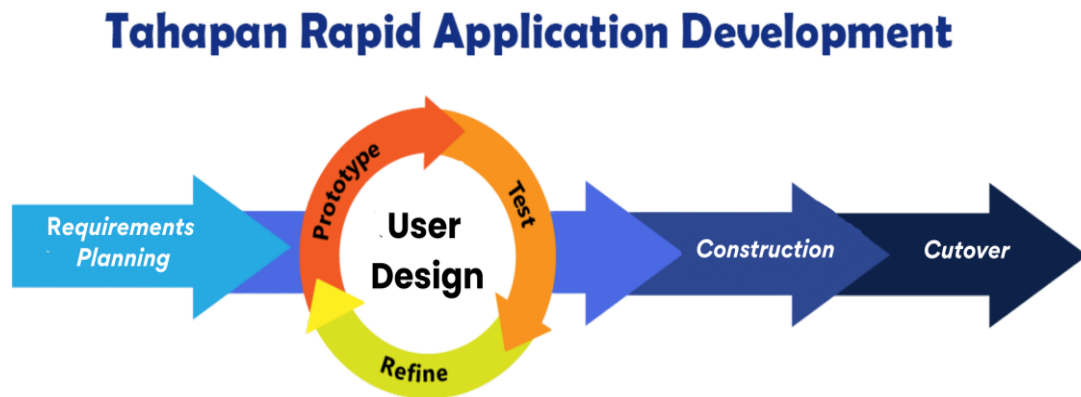 Tahapan Rapid Application Development
Requirements
Planning
Prototype
Test
Refine
User
Design
Construction
Cutover